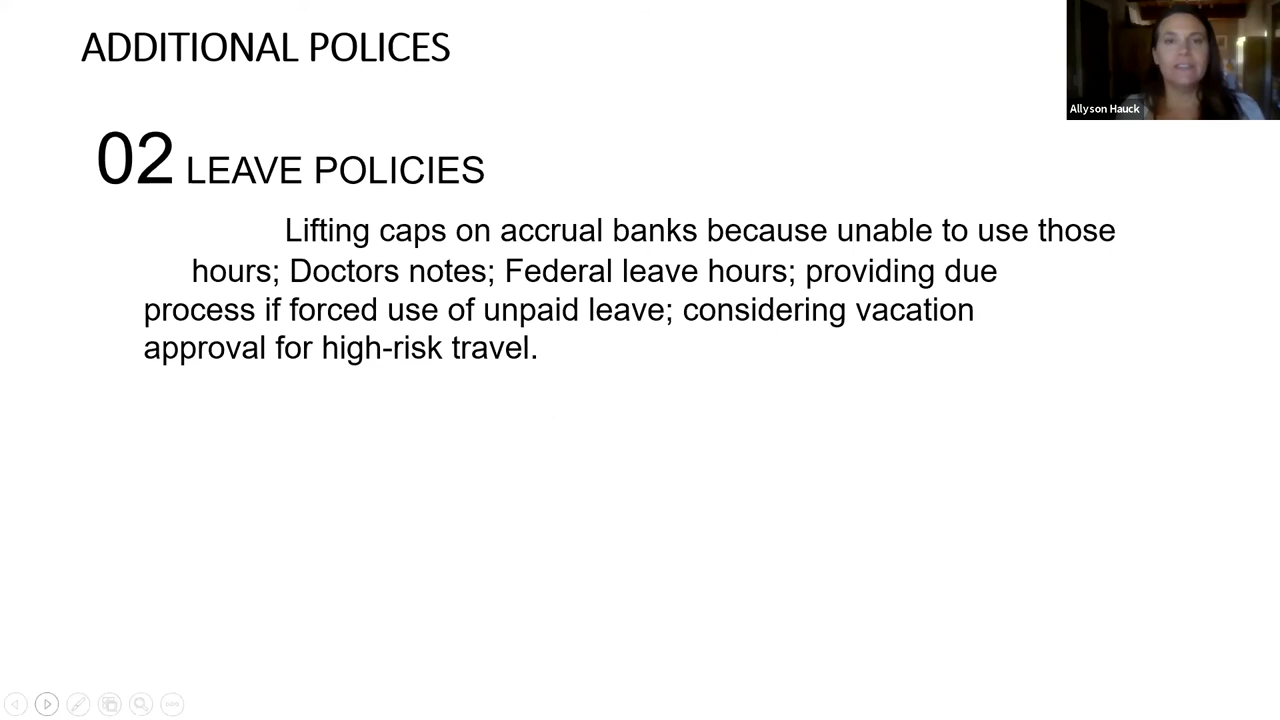 ADDITIONAL POLICES
Allyson Hauck
02 LEAVE POLICIES
Lifting caps on accrual banks because unable to use those
hours; Doctors notes; Federal leave hours; providing due
process if forced use of unpaid leave; considering vacation
approval for high-risk travel.